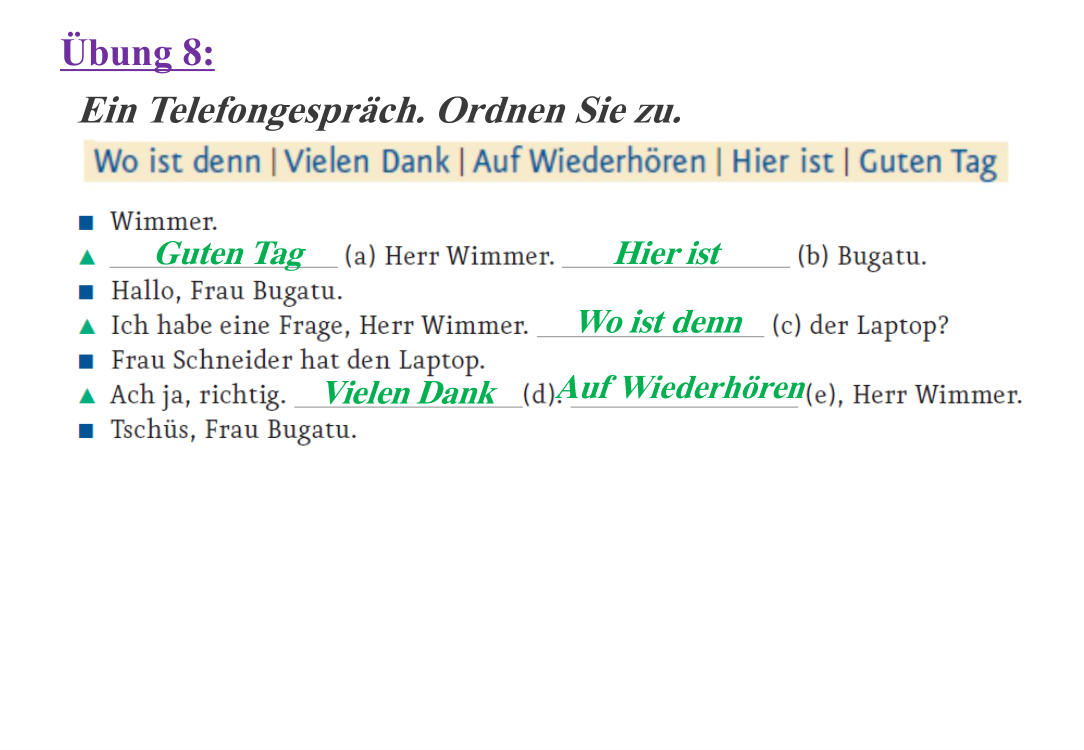 Übung 8:
Ein Telefongespräch. Ordnen Sie zu.
Wo ist denn | Vielen Dank | Auf Wiederhören | Hier ist | Guten Tag
■ Wimmer.
▲ Guten Tag (a) Herr Wimmer. Hier ist (b) Bugatu.
■ Hallo, Frau Bugatu.
▲ Ich habe eine Frage, Herr Wimmer. Wo ist denn (c) der Laptop?
■ Frau Schneider hat den Laptop.
▲ Ach ja, richtig. Vielen Dank (d). Auf Wiederhören (e), Herr Wimmer.
■ Tschüs, Frau Bugatu.